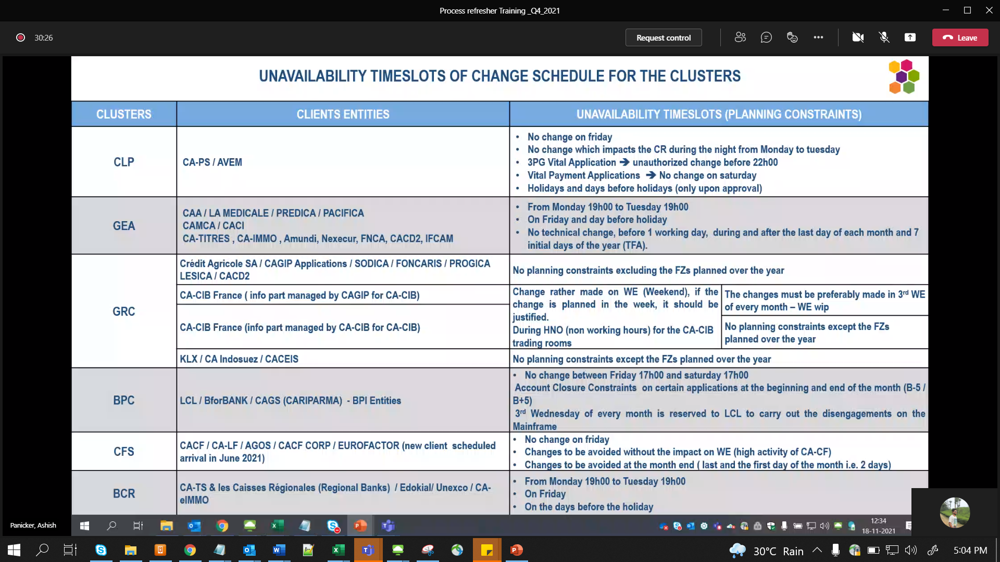 Process refresher Training _Q4_2021
30:26
Request control
Leave
UNAVAILABILITY TIMESLOTS OF CHANGE SCHEDULE FOR THE CLUSTERS
CLUSTERS
CLIENTS ENTITIES
UNAVAILABILITY TIMESLOTS (PLANNING CONSTRAINTS)
CLP
CA-PS / AVEM
• No change on friday
• No change which impacts the CR during the night from Monday to tuesday
• 3PG Vital Application ➔ unauthorized change before 22h00
• Vital Payment Applications ➔ No change on saturday
• Holidays and days before holidays (only upon approval)
GEA
CAA / LA MEDICALE / PREDICA / PACIFICA
CAMCA / CACI
CA-TITRES , CA-IMMO , Amundi, Nexecur, FNCA, CACD2, IFCAM
• From Monday 19h00 to Tuesday 19h00
• On Friday and day before holiday
• No technical change, before 1 working day, during and after the last day of each month and 7
initial days of the year (TFA).
GRC
Crédit Agricole SA / CAGIP Applications / SODICA / FONCARIS / PROGICA
LESICA / CACD2
No planning constraints excluding the FZs planned over the year
CA-CIB France ( info part managed by CAGIP for CA-CIB)
CA-CIB France (info part managed by CA-CIB for CA-CIB)
Change rather made on WE (Weekend), if the
change is planned in the week, it should be
justified.
During HNO (non working hours) for the CA-CIB
trading rooms
The changes must be preferably made in 3rd WE
of every month – WE wip
No planning constraints except the FZs
planned over the year
KLX / CA Indosuez / CACEIS
No planning constraints except the FZs planned over the year
BPC
LCL / BforBANK / CAGS (CARIPARMA) - BPI Entities
• No change between Friday 17h00 and saturday 17h00
Account Closure Constraints on certain applications at the beginning and end of the month (B-5 /
B+5)
3rd Wednesday of every month is reserved to LCL to carry out the disengagements on the
Mainframe
CFS
CACF / CA-LF / AGOS / CACF CORP / EUROFACTOR (new client scheduled
arrival in June 2021)
• No change on friday
• Changes to be avoided without the impact on WE (high activity of CA-CF)
• Changes to be avoided at the month end ( last and the first day of the month i.e. 2 days)
BCR
CA-TS & les Caisses Régionales (Regional Banks) / Edokial/ Unexco / CA-
eIMMO
• From Monday 19h00 to Tuesday 19h00
• On Friday
• On the days before the holiday
Panicker, Ashish
12:34
18-11-2021
30°C Rain
5:04 PM